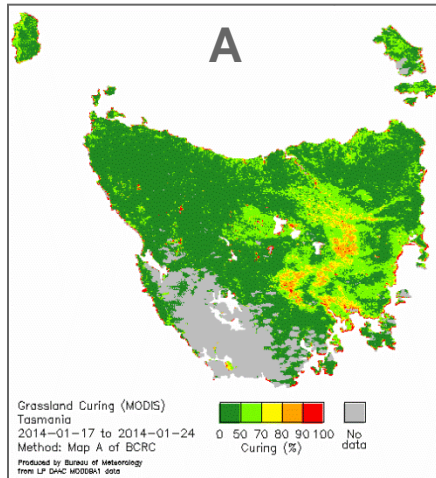 A
Grassland Curing (MODIS)
Tasmania
2014-01-17 to 2014-01-24
Method: Map A of BCRC
Produced by Bureau of Meteorology
from LP DAAC MOD09A1 data
0 50 70 80 90 100
Curing (%)
No
data